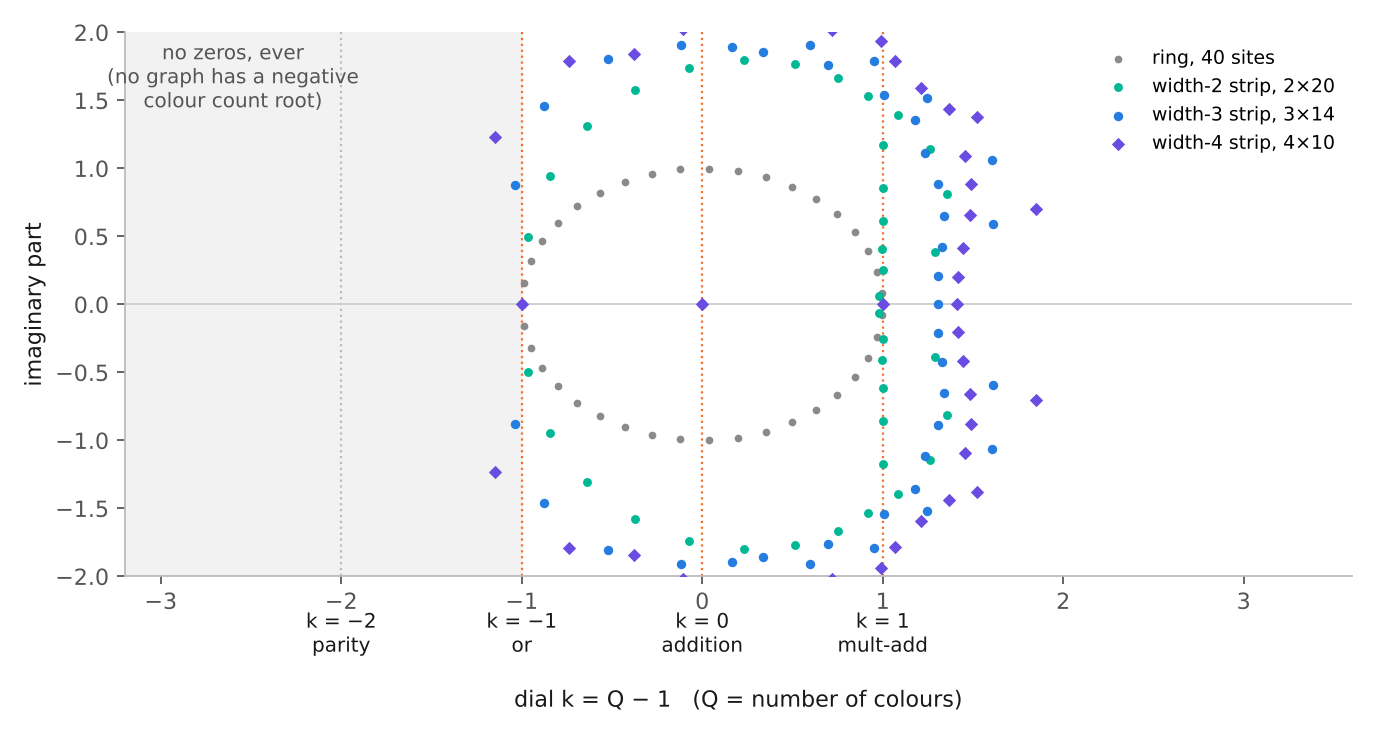 no zeros, ever
(no graph has a negative
colour count root)
ring, 40 sites
width-2 strip, 2×20
width-3 strip, 3×14
width-4 strip, 4×10
imaginary part
2.0
1.5
1.0
0.5
0.0
−0.5
−1.0
−1.5
−2.0
−3 −2 −1 0 1 2 3
k = −2 k = −1 k = 0 k = 1
parity or addition mult-add
dial k = Q − 1 (Q = number of colours)